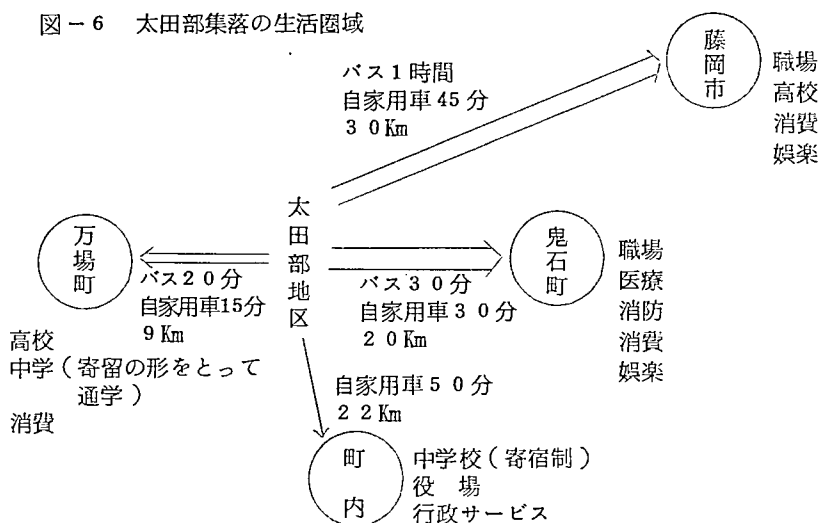 図－6 太田部集落の生活圏域
藤岡市
職場
高校
消費
娯楽
バス1時間
自家用車45分
30Km
太田部地区
万場町
バス20分
自家用車15分
9Km
高校
中学(寄留の形をとって
通学)
消費
鬼石町
職場
医療
消防
消費
娯楽
バス30分
自家用車30分
20Km
自家用車50分
22Km
町内
中学校(寄宿制)
役 場
行政サービス